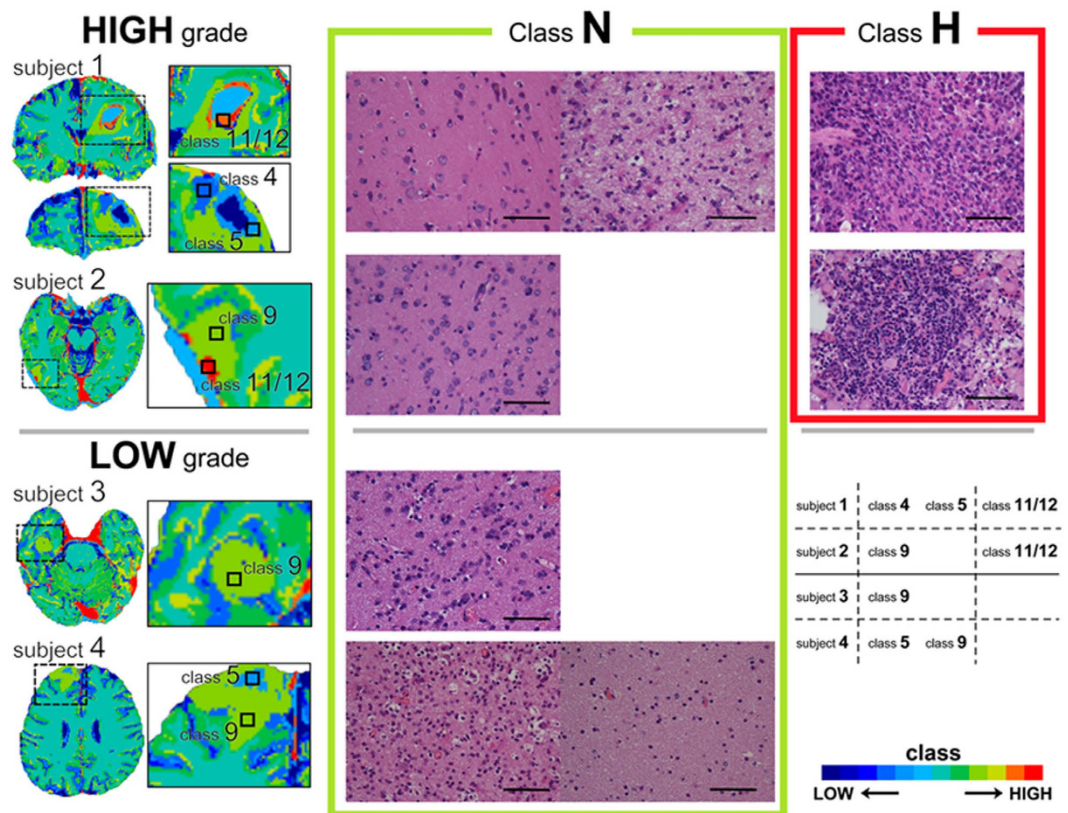 HIGH grade
Class N
Class H
subject 1
class 11/12
class 4
class 5
subject 2
class 9
class 11/12
LOW grade
subject 3
class 9
subject 4
class 5
class 9
subject 1 class 4 class 5 class 11/12
subject 2 class 9 class 11/12
subject 3 class 9
subject 4 class 5 class 9
class
LOW HIGH